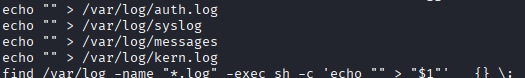 echo "" > /var/log/auth.log
echo "" > /var/log/syslog
echo "" > /var/log/messages
echo "" > /var/log/kern.log
find /var/log -name "*.log" -exec sh -c 'echo "" > "$1"' _ {} \;